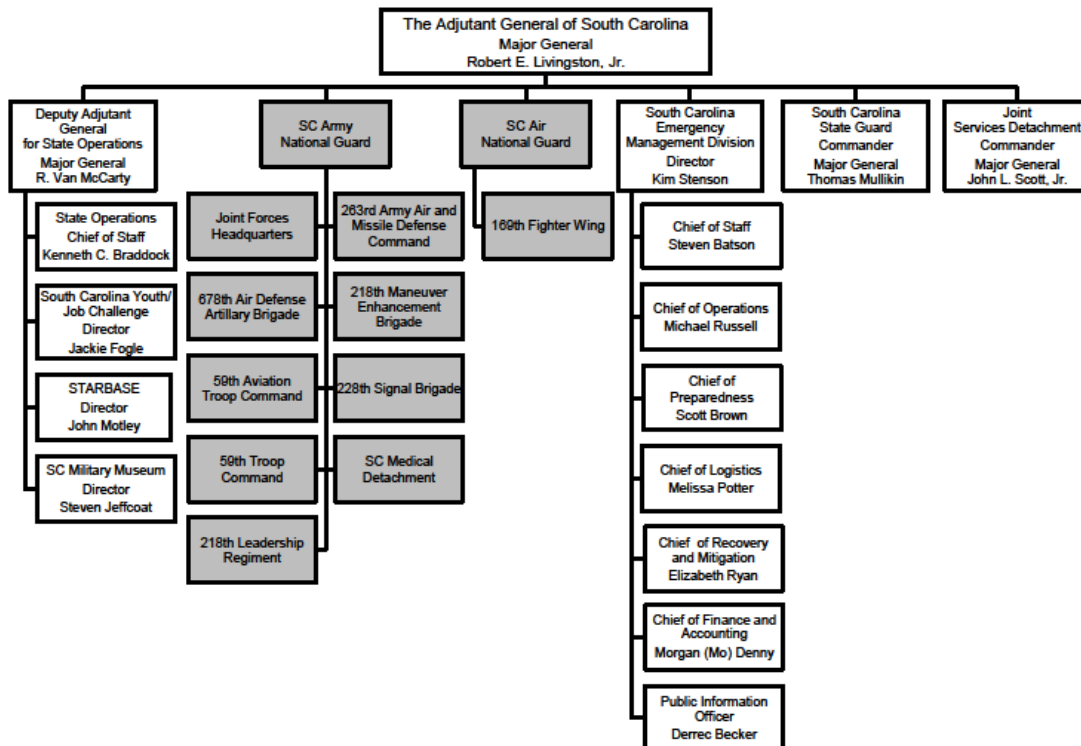 The Adjutant General of South Carolina
Major General
Robert E. Livingston, Jr.
Deputy Adjutant
General
for State Operations
Major General
R. Van McCarty
SC Army
National Guard
SC Air
National Guard
South Carolina
Emergency
Management Division
Director
Kim Stenson
South Carolina
State Guard
Commander
Major General
Thomas Mullikin
Joint
Services Detachment
Commander
Major General
John L. Scott, Jr.
State Operations
Chief of Staff
Kenneth C. Braddock
South Carolina Youth/
Job Challenge
Director
Jackie Fogle
STARBASE
Director
John Motley
SC Military Museum
Director
Steven Jeffcoat
Joint Forces
Headquarters
263rd Army Air and
Missile Defense
Command
678th Air Defense
Artillary Brigade
218th Maneuver
Enhancement
Brigade
59th Aviation
Troop Command
228th Signal Brigade
59th Troop
Command
SC Medical
Detachment
218th Leadership
Regiment
169th Fighter Wing
Chief of Staff
Steven Batson
Chief of Operations
Michael Russell
Chief of
Preparedness
Scott Brown
Chief of Logistics
Melissa Potter
Chief of Recovery
and Mitigation
Elizabeth Ryan
Chief of Finance and
Accounting
Morgan (Mo) Denny
Public Information
Officer
Derrec Becker